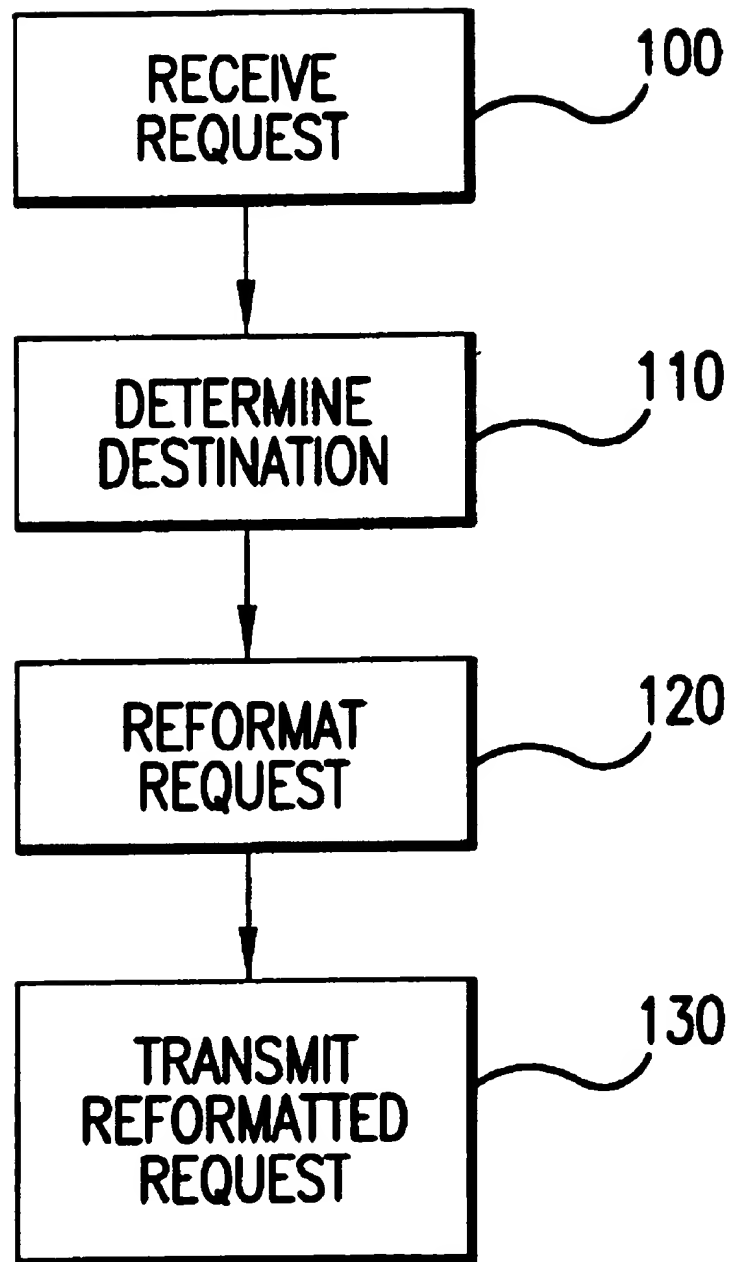 RECEIVE
REQUEST
100
DETERMINE
DESTINATION
110
REFORMAT
REQUEST
120
TRANSMIT
REFORMATTED
REQUEST
130